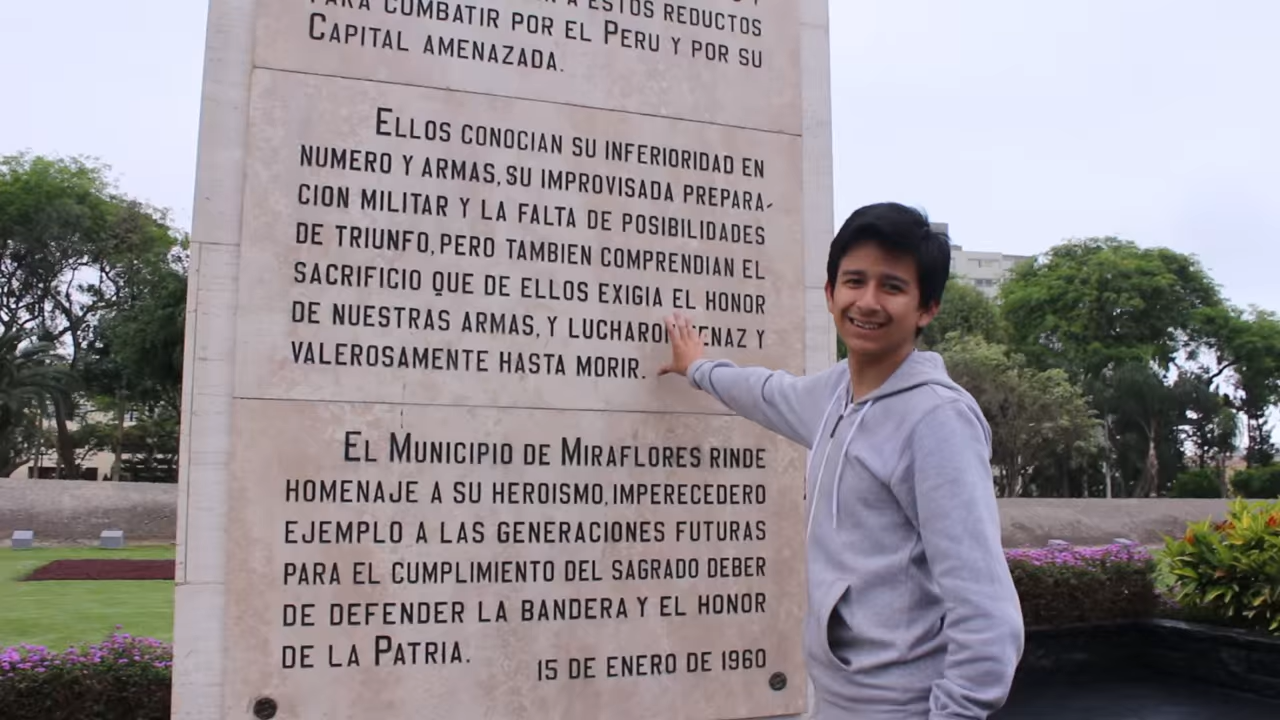 A ESTOS REDUCTOS
PARA COMBATIR POR EL PERU Y POR SU
CAPITAL AMENAZADA.
ELLOS CONOCIAN SU INFERIORIDAD EN
NUMERO Y ARMAS, SU IMPROVISADA PREPARA-
CION MILITAR Y LA FALTA DE POSIBILIDADES
DE TRIUNFO, PERO TAMBIEN COMPRENDIAN EL
SACRIFICIO QUE DE ELLOS EXIGIA EL HONOR
DE NUESTRAS ARMAS, Y LUCHARON TENAZ Y
VALEROSAMENTE HASTA MORIR.
EL MUNICIPIO DE MIRAFLORES RINDE
HOMENAJE A SU HEROISMO, IMPERECEDERO
EJEMPLO A LAS GENERACIONES FUTURAS
PARA EL CUMPLIMIENTO DEL SAGRADO DEBER
DE DEFENDER LA BANDERA Y EL HONOR
DE LA PATRIA.
15 DE ENERO DE 1960